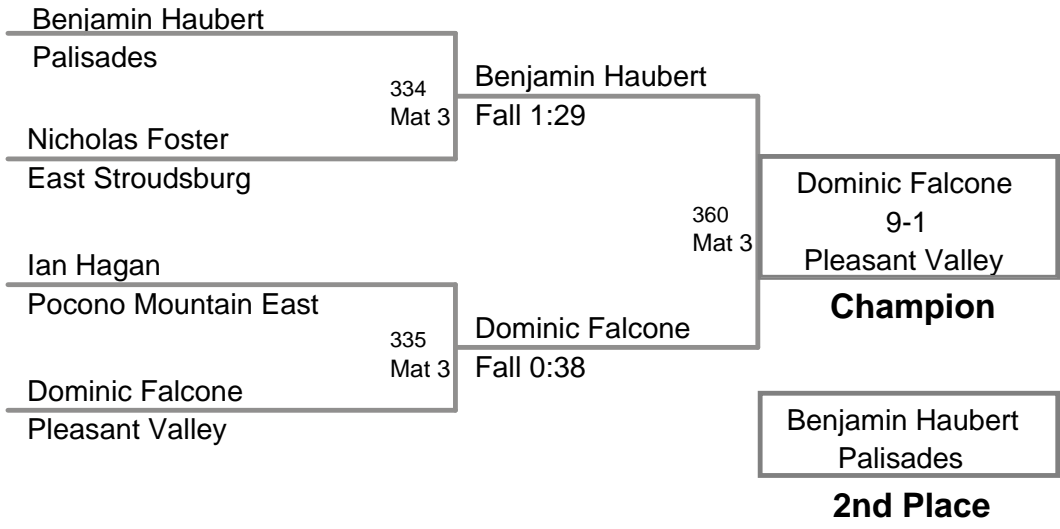 Benjamin Haubert
Palisades
334
Mat 3
Nicholas Foster
East Stroudsburg
Benjamin Haubert
Fall 1:29
Ian Hagan
Pocono Mountain East
335
Mat 3
Dominic Falcone
Pleasant Valley
Dominic Falcone
Fall 0:38
360
Mat 3
Dominic Falcone
9-1
Pleasant Valley
Champion
Benjamin Haubert
Palisades
2nd Place